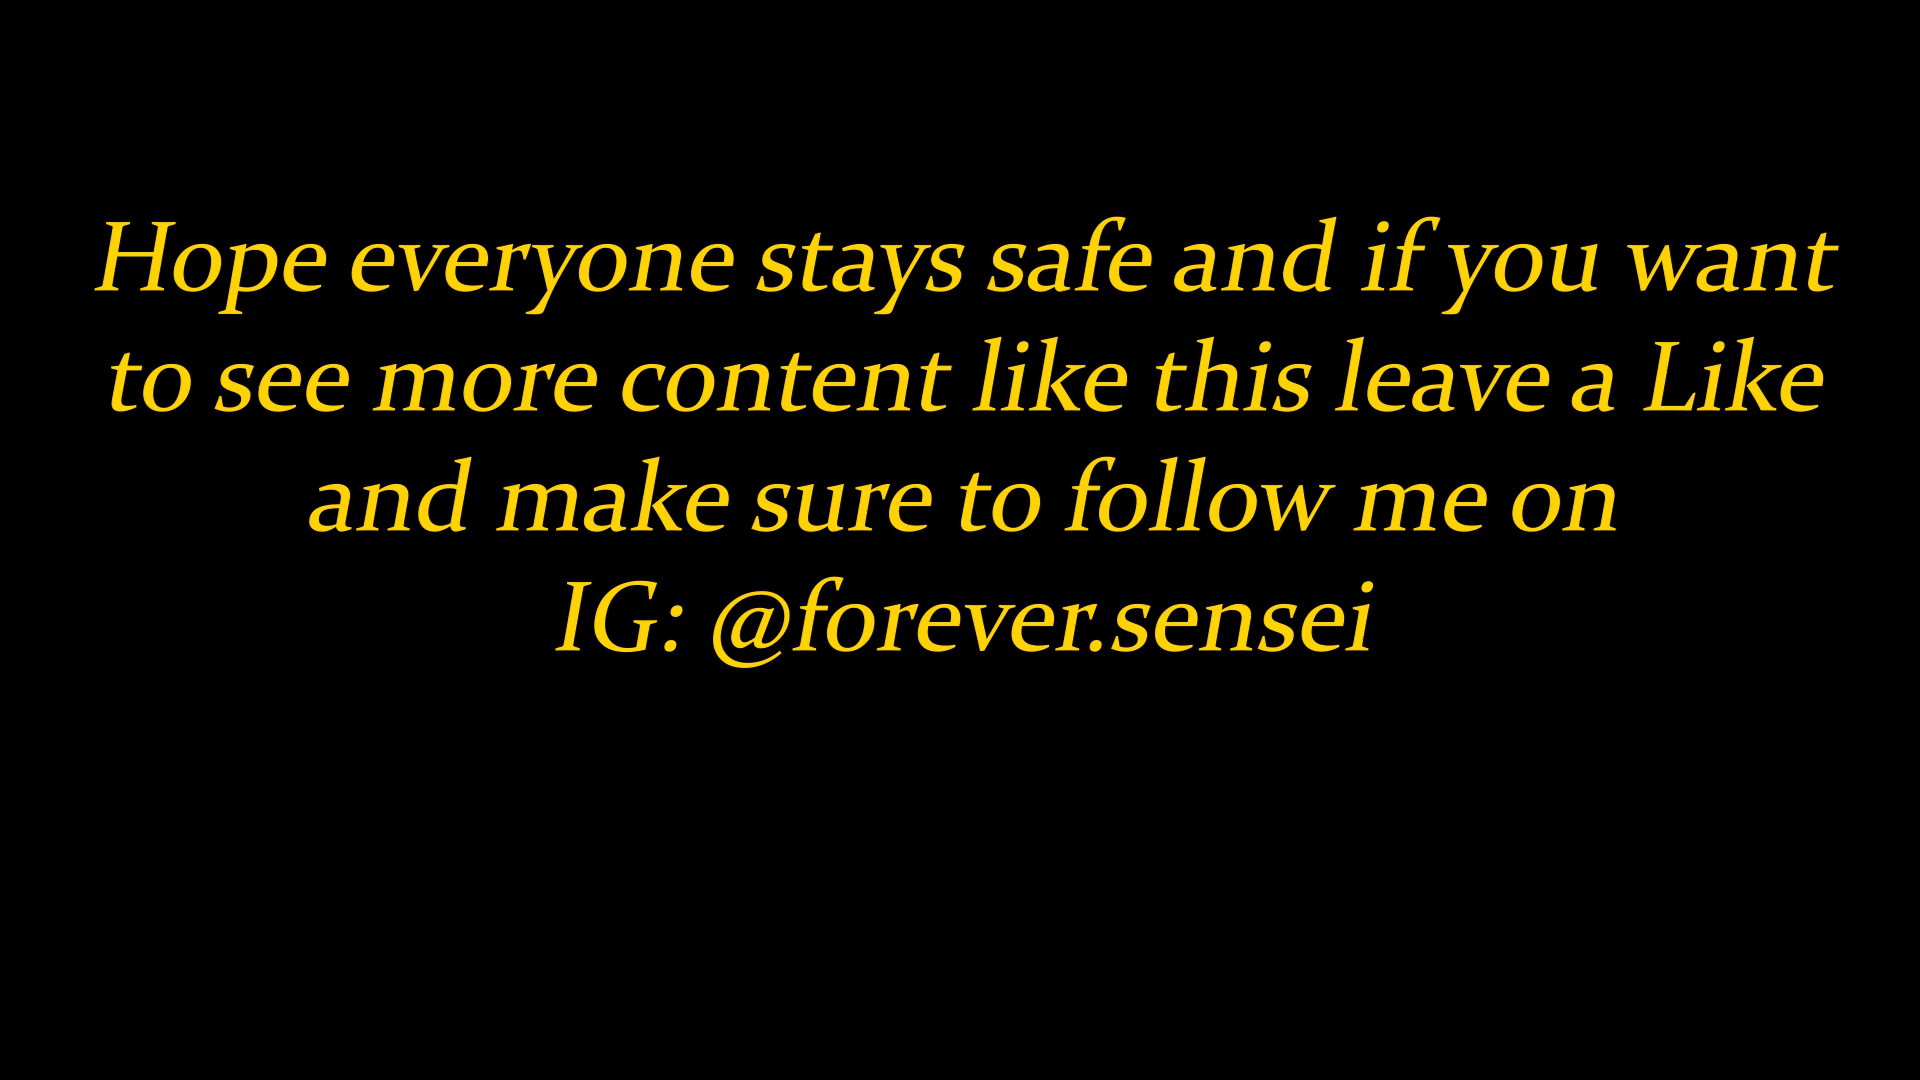 Hope everyone stays safe and if you want
to see more content like this leave a Like
and make sure to follow me on
IG: @forever.sensei